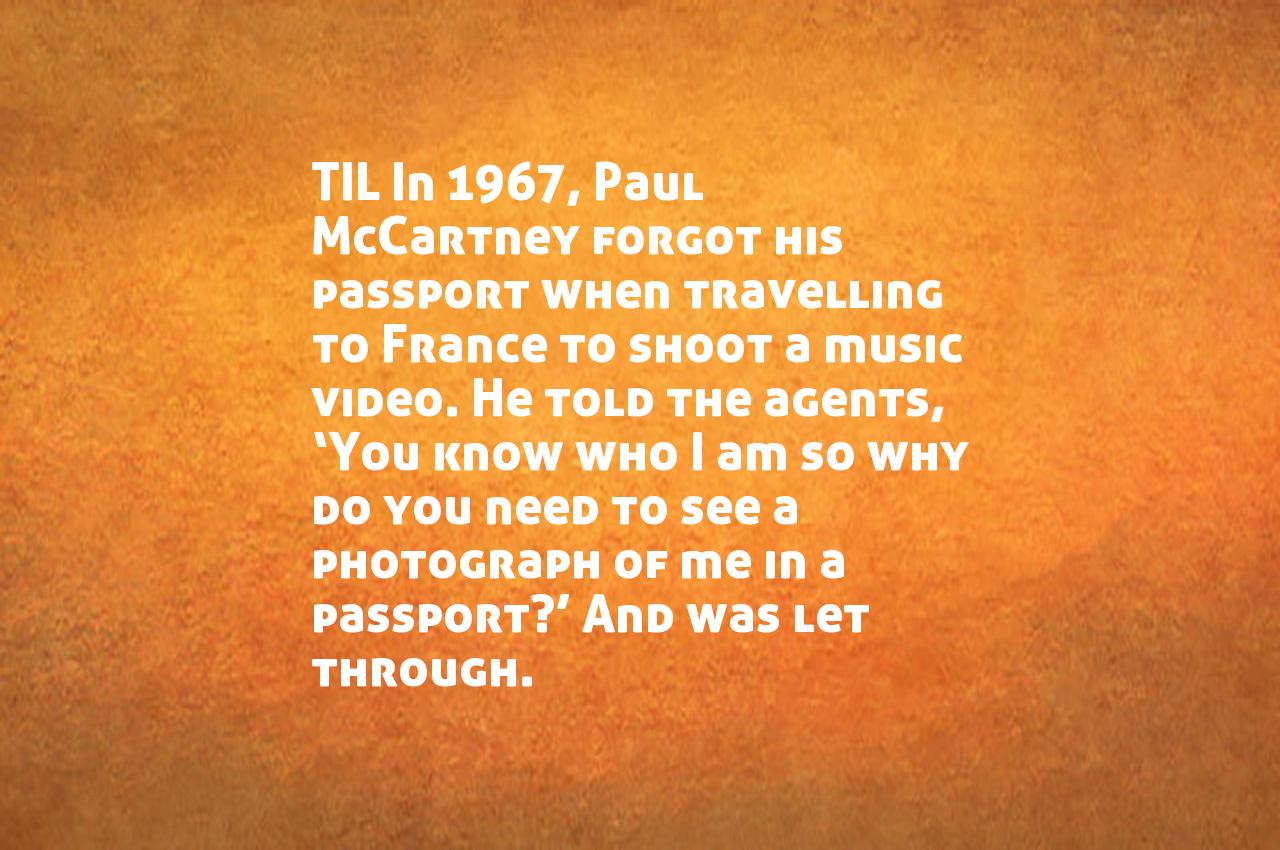 TIL In 1967, Paul
McCartney forgot his
passport when travelling
to France to shoot a music
video. He told the agents,
‘You know who I am so why
do you need to see a
photograph of me in a
passport?’ And was let
through.